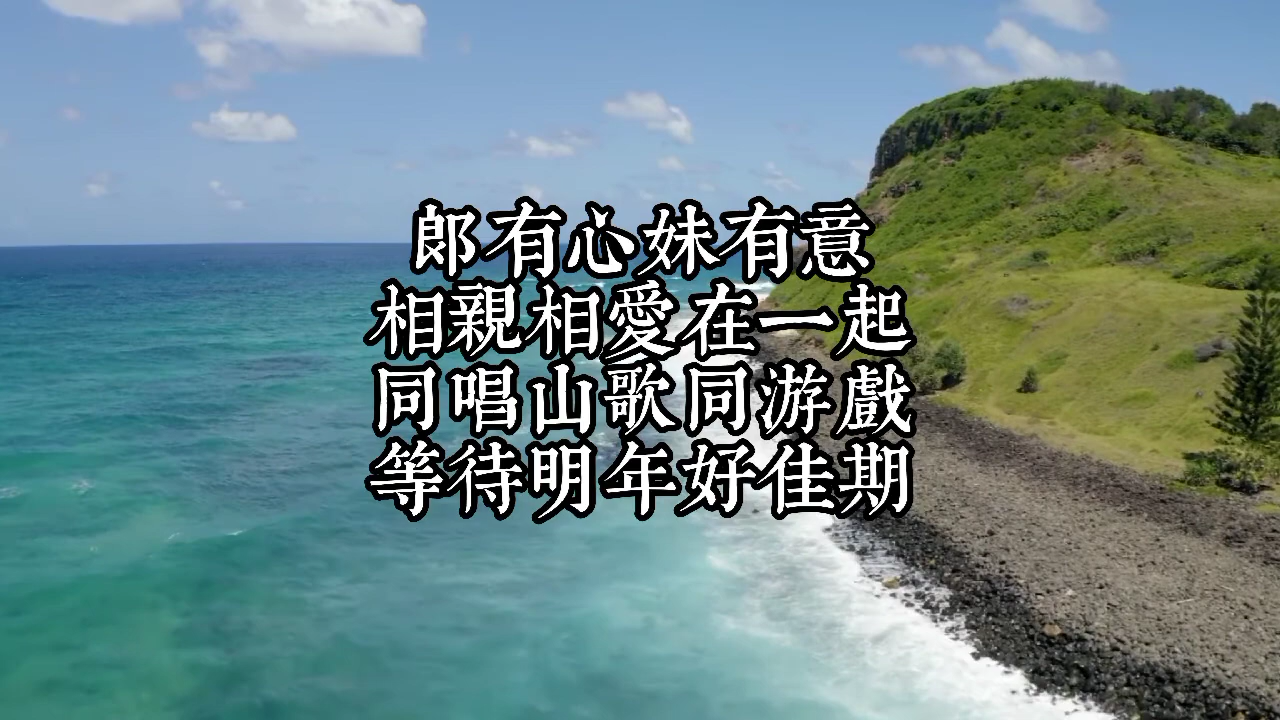 郎有心妹有意
相親相愛在一起
同唱山歌同游戲
等待明年好佳期